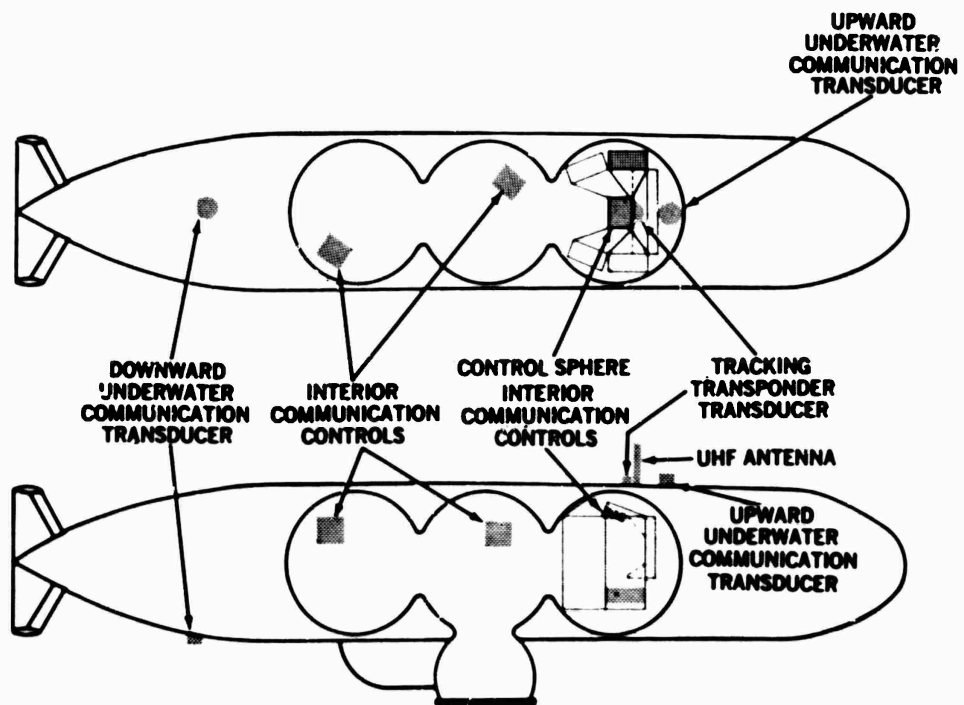 UPWARD
UNDERWATER
COMMUNICATION
TRANSDUCER
DOWNWARD
UNDERWATER
COMMUNICATION
TRANSDUCER
INTERIOR
COMMUNICATION
CONTROLS
CONTROL SPHERE
INTERIOR
COMMUNICATION
CONTROLS
TRACKING
TRANSPONDER
TRANSDUCER
UHF ANTENNA
UPWARD
UNDERWATER
COMMUNICATION
TRANSDUCER